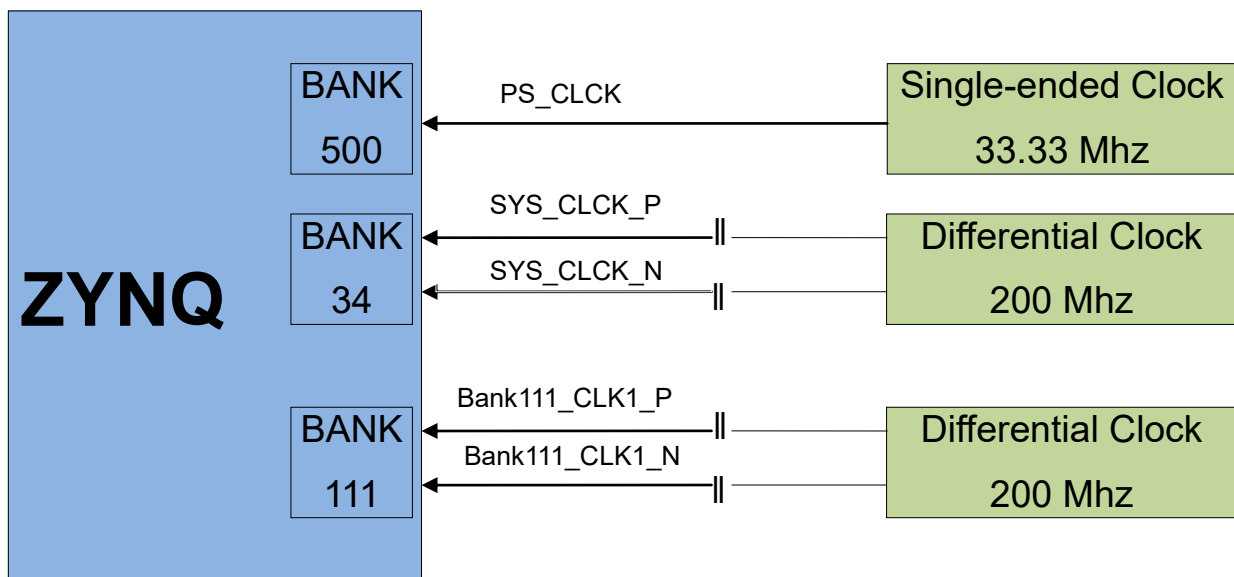 ZYNQ
BANK
500
PS_CLCK
Single-ended Clock
33.33 Mhz
BANK
34
SYS_CLCK_P
SYS_CLCK_N
Differential Clock
200 Mhz
BANK
111
Bank111_CLK1_P
Bank111_CLK1_N
Differential Clock
200 Mhz